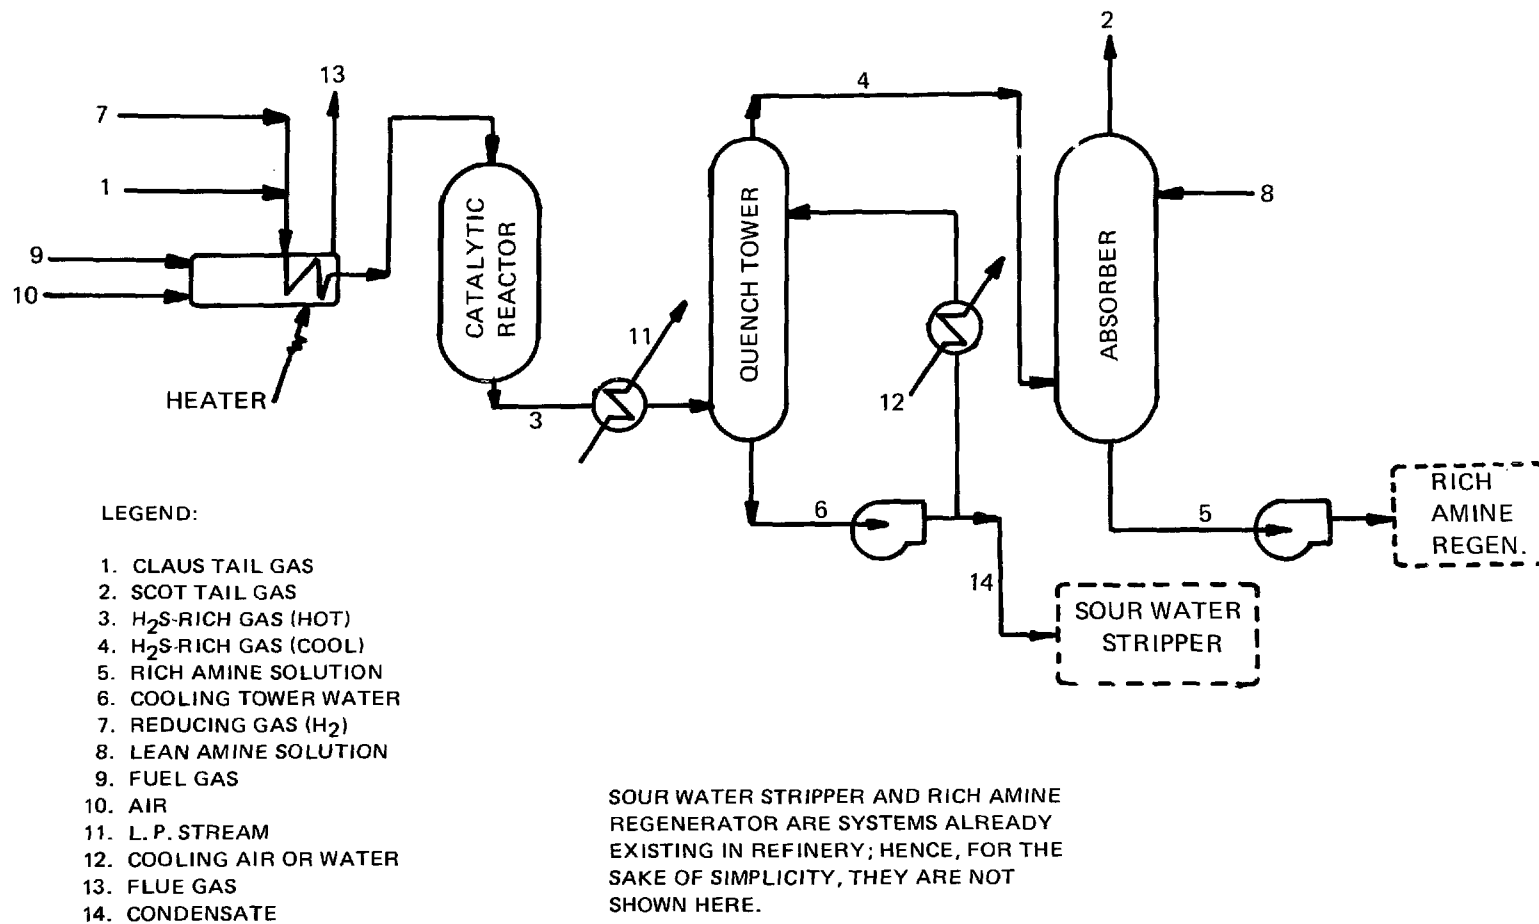 2
13
4
7
1
8
9
10
CATALYTIC
REACTOR
QUENCH TOWER
ABSORBER
11
12
HEATER
3
6
5
14
RICH
AMINE
REGEN.
SOUR WATER
STRIPPER
LEGEND:
1. CLAUS TAIL GAS
2. SCOT TAIL GAS
3. H₂S-RICH GAS (HOT)
4. H₂S-RICH GAS (COOL)
5. RICH AMINE SOLUTION
6. COOLING TOWER WATER
7. REDUCING GAS (H₂)
8. LEAN AMINE SOLUTION
9. FUEL GAS
10. AIR
11. L.P. STREAM
12. COOLING AIR OR WATER
13. FLUE GAS
14. CONDENSATE
SOUR WATER STRIPPER AND RICH AMINE
REGENERATOR ARE SYSTEMS ALREADY
EXISTING IN REFINERY; HENCE, FOR THE
SAKE OF SIMPLICITY, THEY ARE NOT
SHOWN HERE.